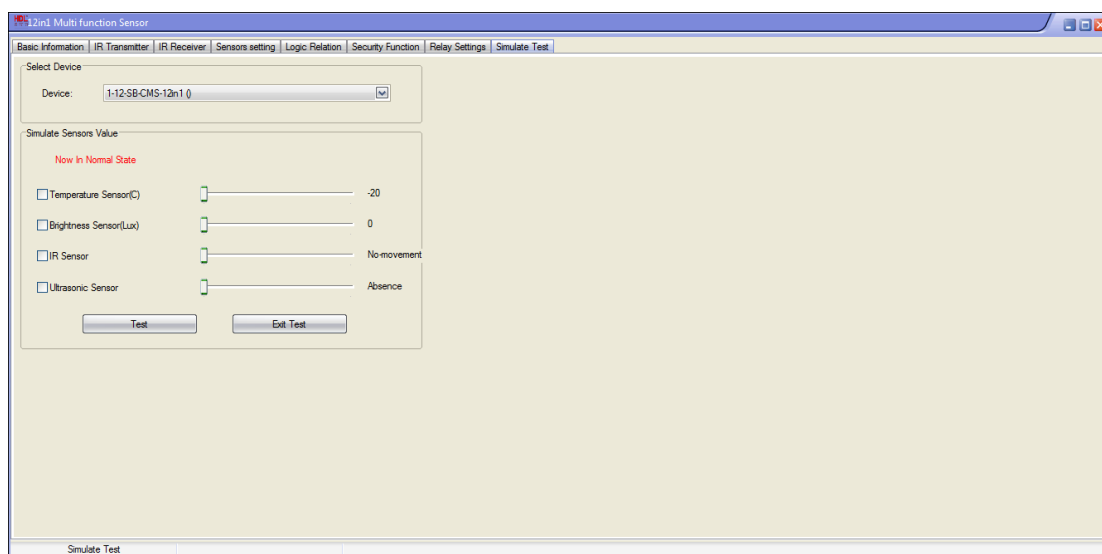 HDL 12in1 Multi function Sensor
Basic Information IR Transmitter IR Receiver Sensors setting Logic Relation Security Function Relay Settings Simulate Test
Select Device
Device: 1-12-SB-CMS-12in1 ()
Simulate Sensors Value
Now In Normal State
Temperature Sensor(C) -20
Brightness Sensor(Lux) 0
IR Sensor No-movement
Ultrasonic Sensor Absence
Test Exit Test
Simulate Test